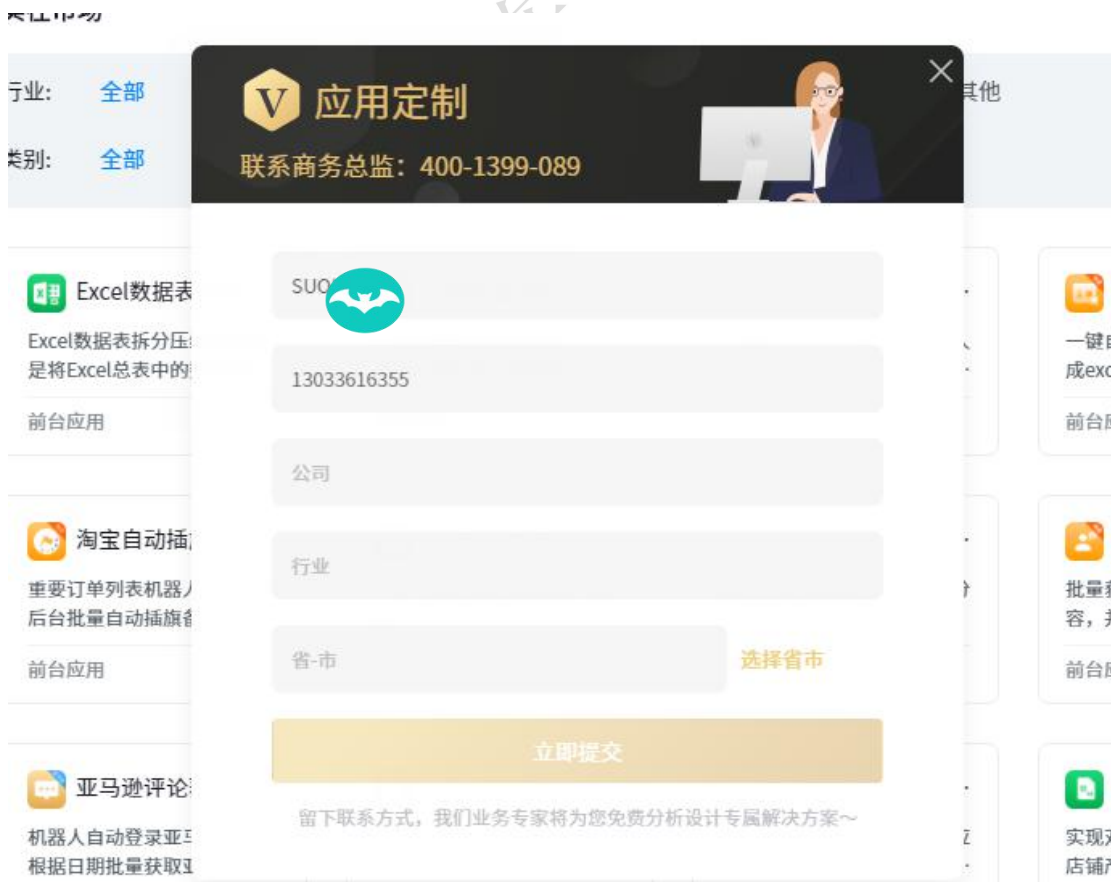 行业: 全部
其他
类别: 全部
V 应用定制
联系商务总监：400-1399-089
SUO
13033616355
公司
行业
省-市
选择省市
立即提交
留下联系方式，我们业务专家将为您免费分析设计专属解决方案～
Excel数据表
Excel数据表拆分压
是将Excel总表中的
前台应用
淘宝自动插
重要订单列表机器人
后台批量自动插旗备
前台应用
亚马逊评论
机器人自动登录亚马
根据日期批量获取亚
一键自
成exc
前台应
批量获
容，并
前台应
实现对
店铺产